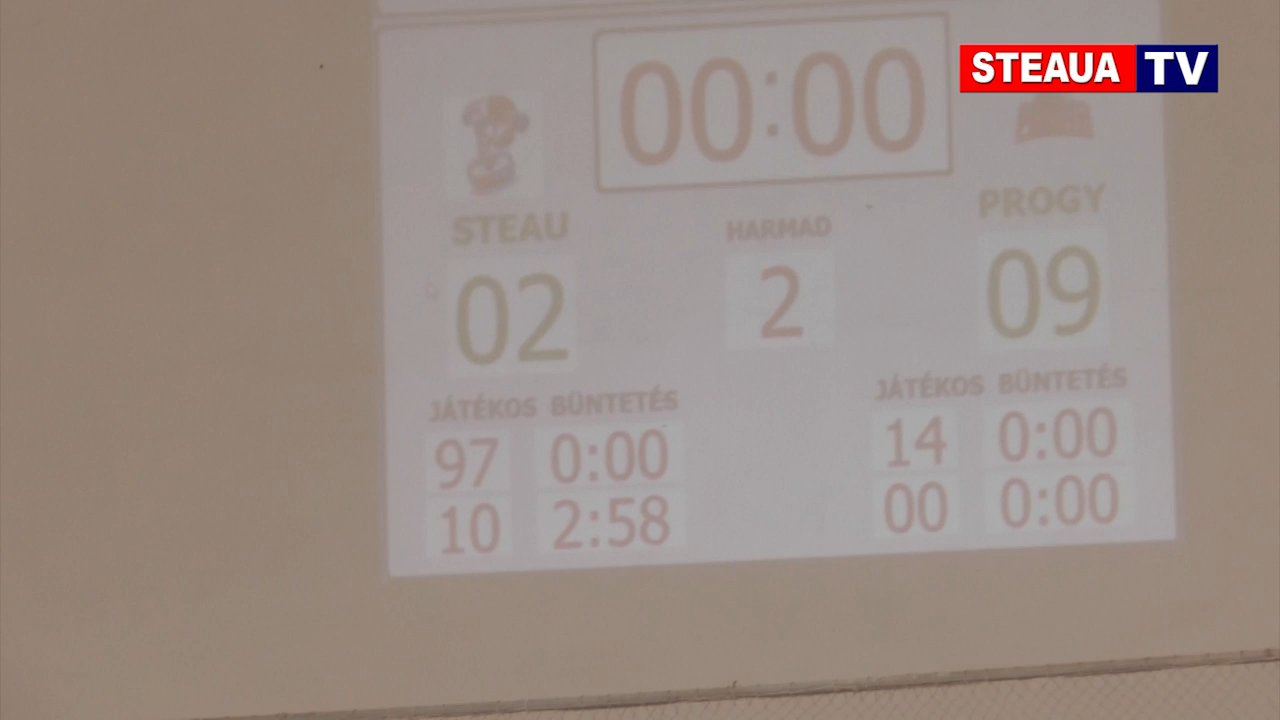 STEAUA TV
00:00
STEAU HARMAD PROGY
02 2 09
JÁTÉKOS BÜNTETÉS JÁTÉKOS BÜNTETÉS
97 0:00 14 0:00
10 2:58 00 0:00